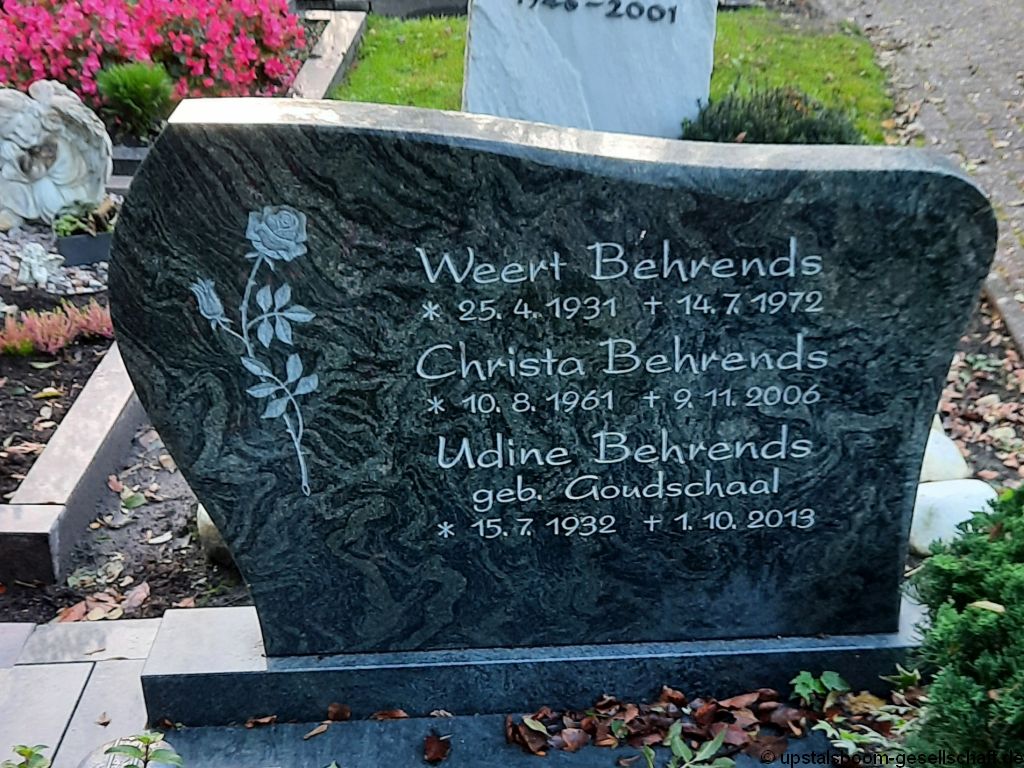 2001
Weert Behrends
* 25. 4. 1931 + 14. 7. 1972
Christa Behrends
* 10. 8. 1961 + 9. 11. 2006
Udine Behrends
geb. Goudschaal
* 15. 7. 1932 + 1. 10. 2013
© upstalsboom-gesellschaft.de